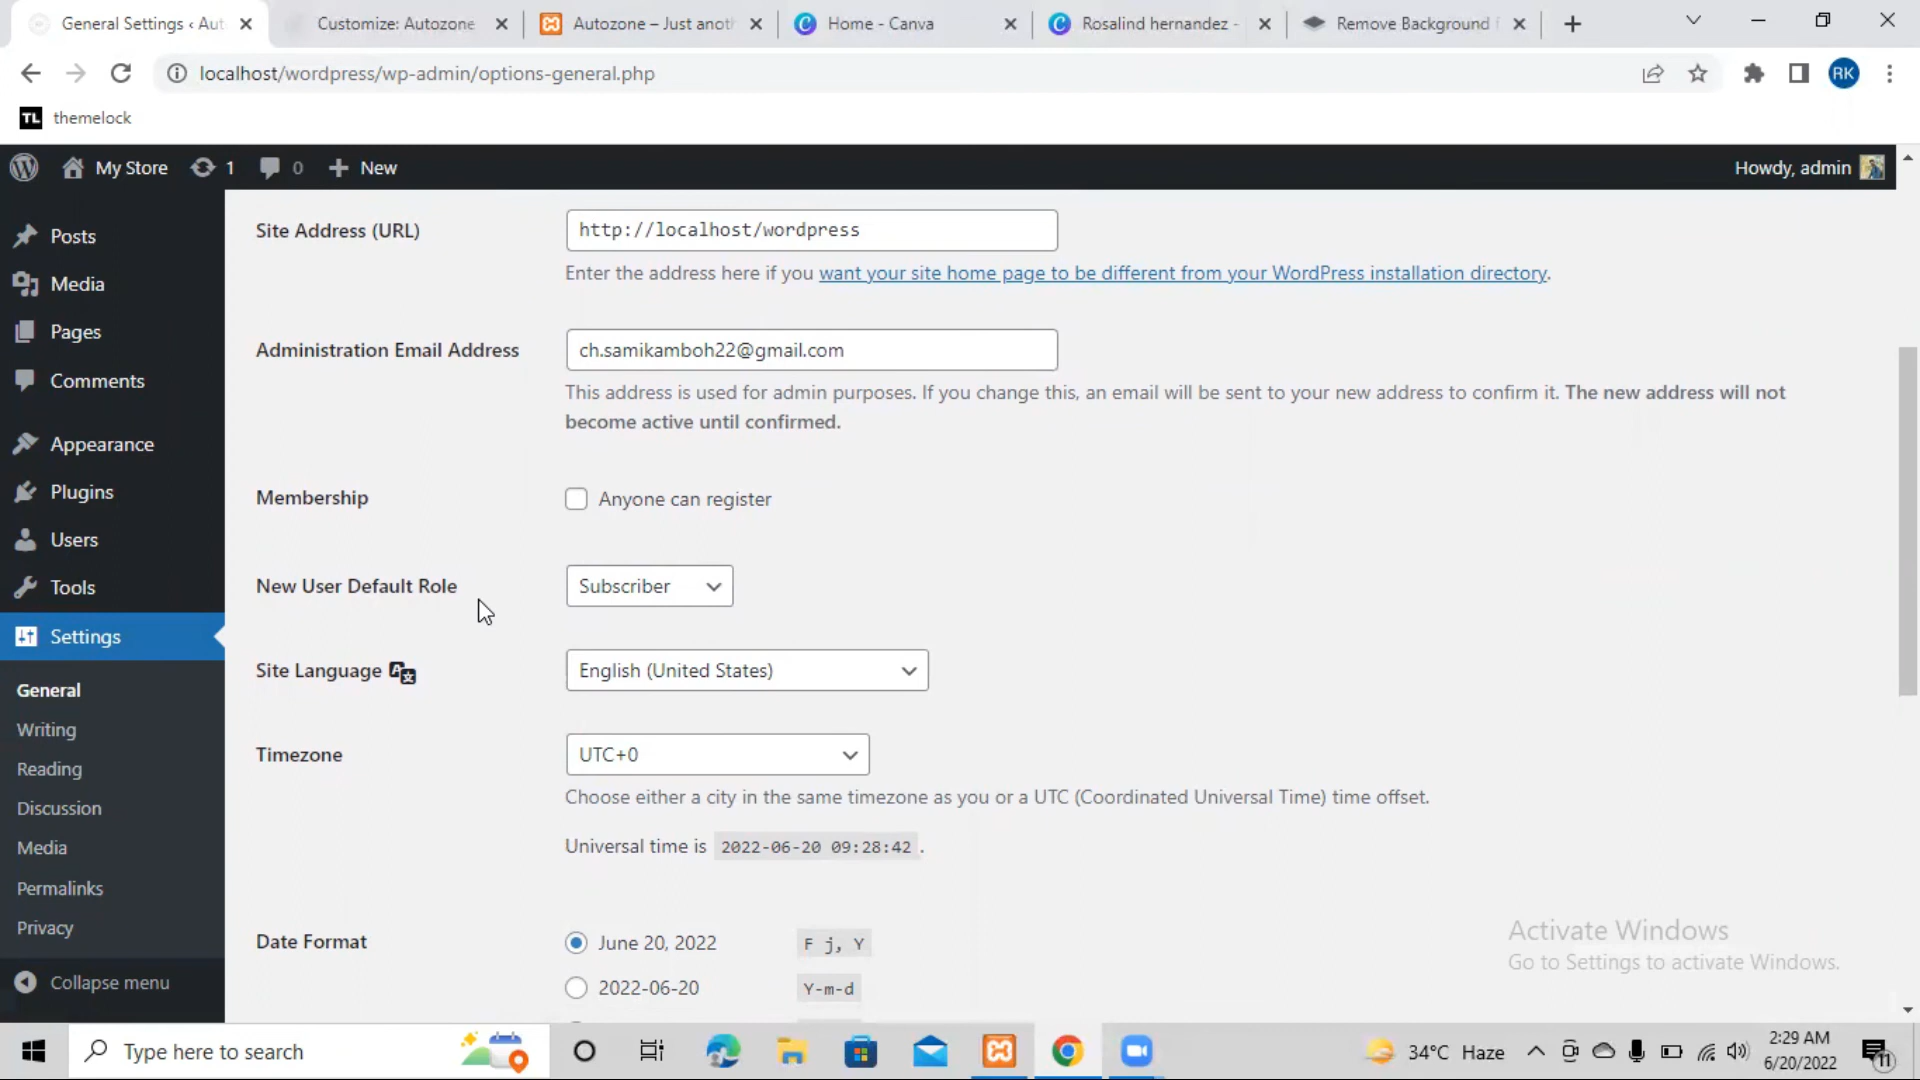 General Settings ‹ Aut
Customize: Autozone
Autozone – Just anoth
Home - Canva
Rosalind hernandez -
Remove Background f
localhost/wordpress/wp-admin/options-general.php
RK
TL themelock
My Store
1
0
New
Howdy, admin
Posts
Media
Pages
Comments
Appearance
Plugins
Users
Tools
Settings
General
Writing
Reading
Discussion
Media
Permalinks
Privacy
Collapse menu
Site Address (URL)
http://localhost/wordpress
Enter the address here if you want your site home page to be different from your WordPress installation directory.
Administration Email Address
ch.samikamboh22@gmail.com
This address is used for admin purposes. If you change this, an email will be sent to your new address to confirm it. The new address will not
become active until confirmed.
Membership
Anyone can register
New User Default Role
Subscriber
Site Language
English (United States)
Timezone
UTC+0
Choose either a city in the same timezone as you or a UTC (Coordinated Universal Time) time offset.
Universal time is 2022-06-20 09:28:42 .
Date Format
June 20, 2022
F j, Y
2022-06-20
Y-m-d
Activate Windows
Go to Settings to activate Windows.
Type here to search
34°C Haze
2:29 AM
6/20/2022
11